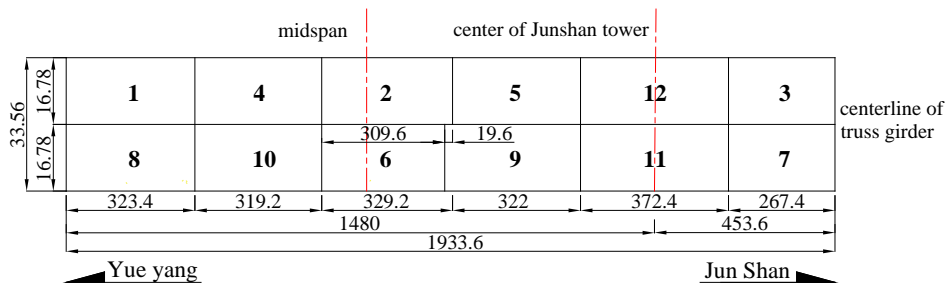 midspan
center of Junshan tower
33.56
16.78
16.78
1 4 2 5 12 3
centerline of
truss girder
309.6 19.6
8 10 6 9 11 7
323.4 319.2 329.2 322 372.4 267.4
1480 453.6
1933.6
Yue yang
Jun Shan